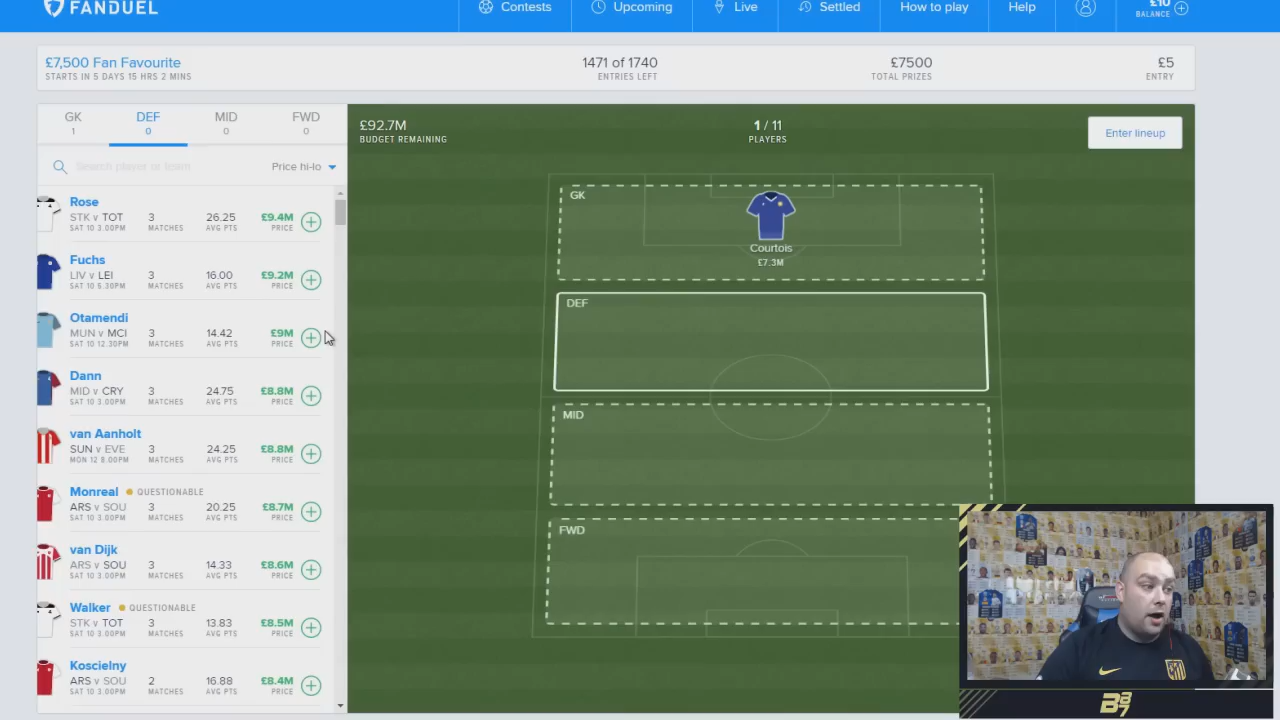 FANDUEL
Contests
Upcoming
Live
Settled
How to play
Help
£10
BALANCE
£7,500 Fan Favourite
STARTS IN 5 DAYS 15 HRS 2 MINS
1471 of 1740
ENTRIES LEFT
£7500
TOTAL PRIZES
£5
ENTRY
GK
1
DEF
0
MID
0
FWD
0
Search player or team
Price hi-lo
Rose
STK v TOT 3 26.25 £9.4M
SAT 10 3.00PM MATCHES AVG PTS PRICE
Fuchs
LIV v LEI 3 16.00 £9.2M
SAT 10 5.30PM MATCHES AVG PTS PRICE
Otamendi
MUN v MCI 3 14.42 £9M
SAT 10 12.30PM MATCHES AVG PTS PRICE
Dann
MID v CRY 3 24.75 £8.8M
SAT 10 3.00PM MATCHES AVG PTS PRICE
van Aanholt
SUN v EVE 3 24.25 £8.8M
MON 12 8.00PM MATCHES AVG PTS PRICE
Monreal QUESTIONABLE
ARS v SOU 3 20.25 £8.7M
SAT 10 3.00PM MATCHES AVG PTS PRICE
van Dijk
ARS v SOU 3 14.33 £8.6M
SAT 10 3.00PM MATCHES AVG PTS PRICE
Walker QUESTIONABLE
STK v TOT 3 13.83 £8.5M
SAT 10 3.00PM MATCHES AVG PTS PRICE
Koscielny
ARS v SOU 2 16.88 £8.4M
SAT 10 3.00PM MATCHES AVG PTS PRICE
£92.7M
BUDGET REMAINING
1 / 11
PLAYERS
Enter lineup
GK
Courtois
£7.3M
DEF
MID
FWD